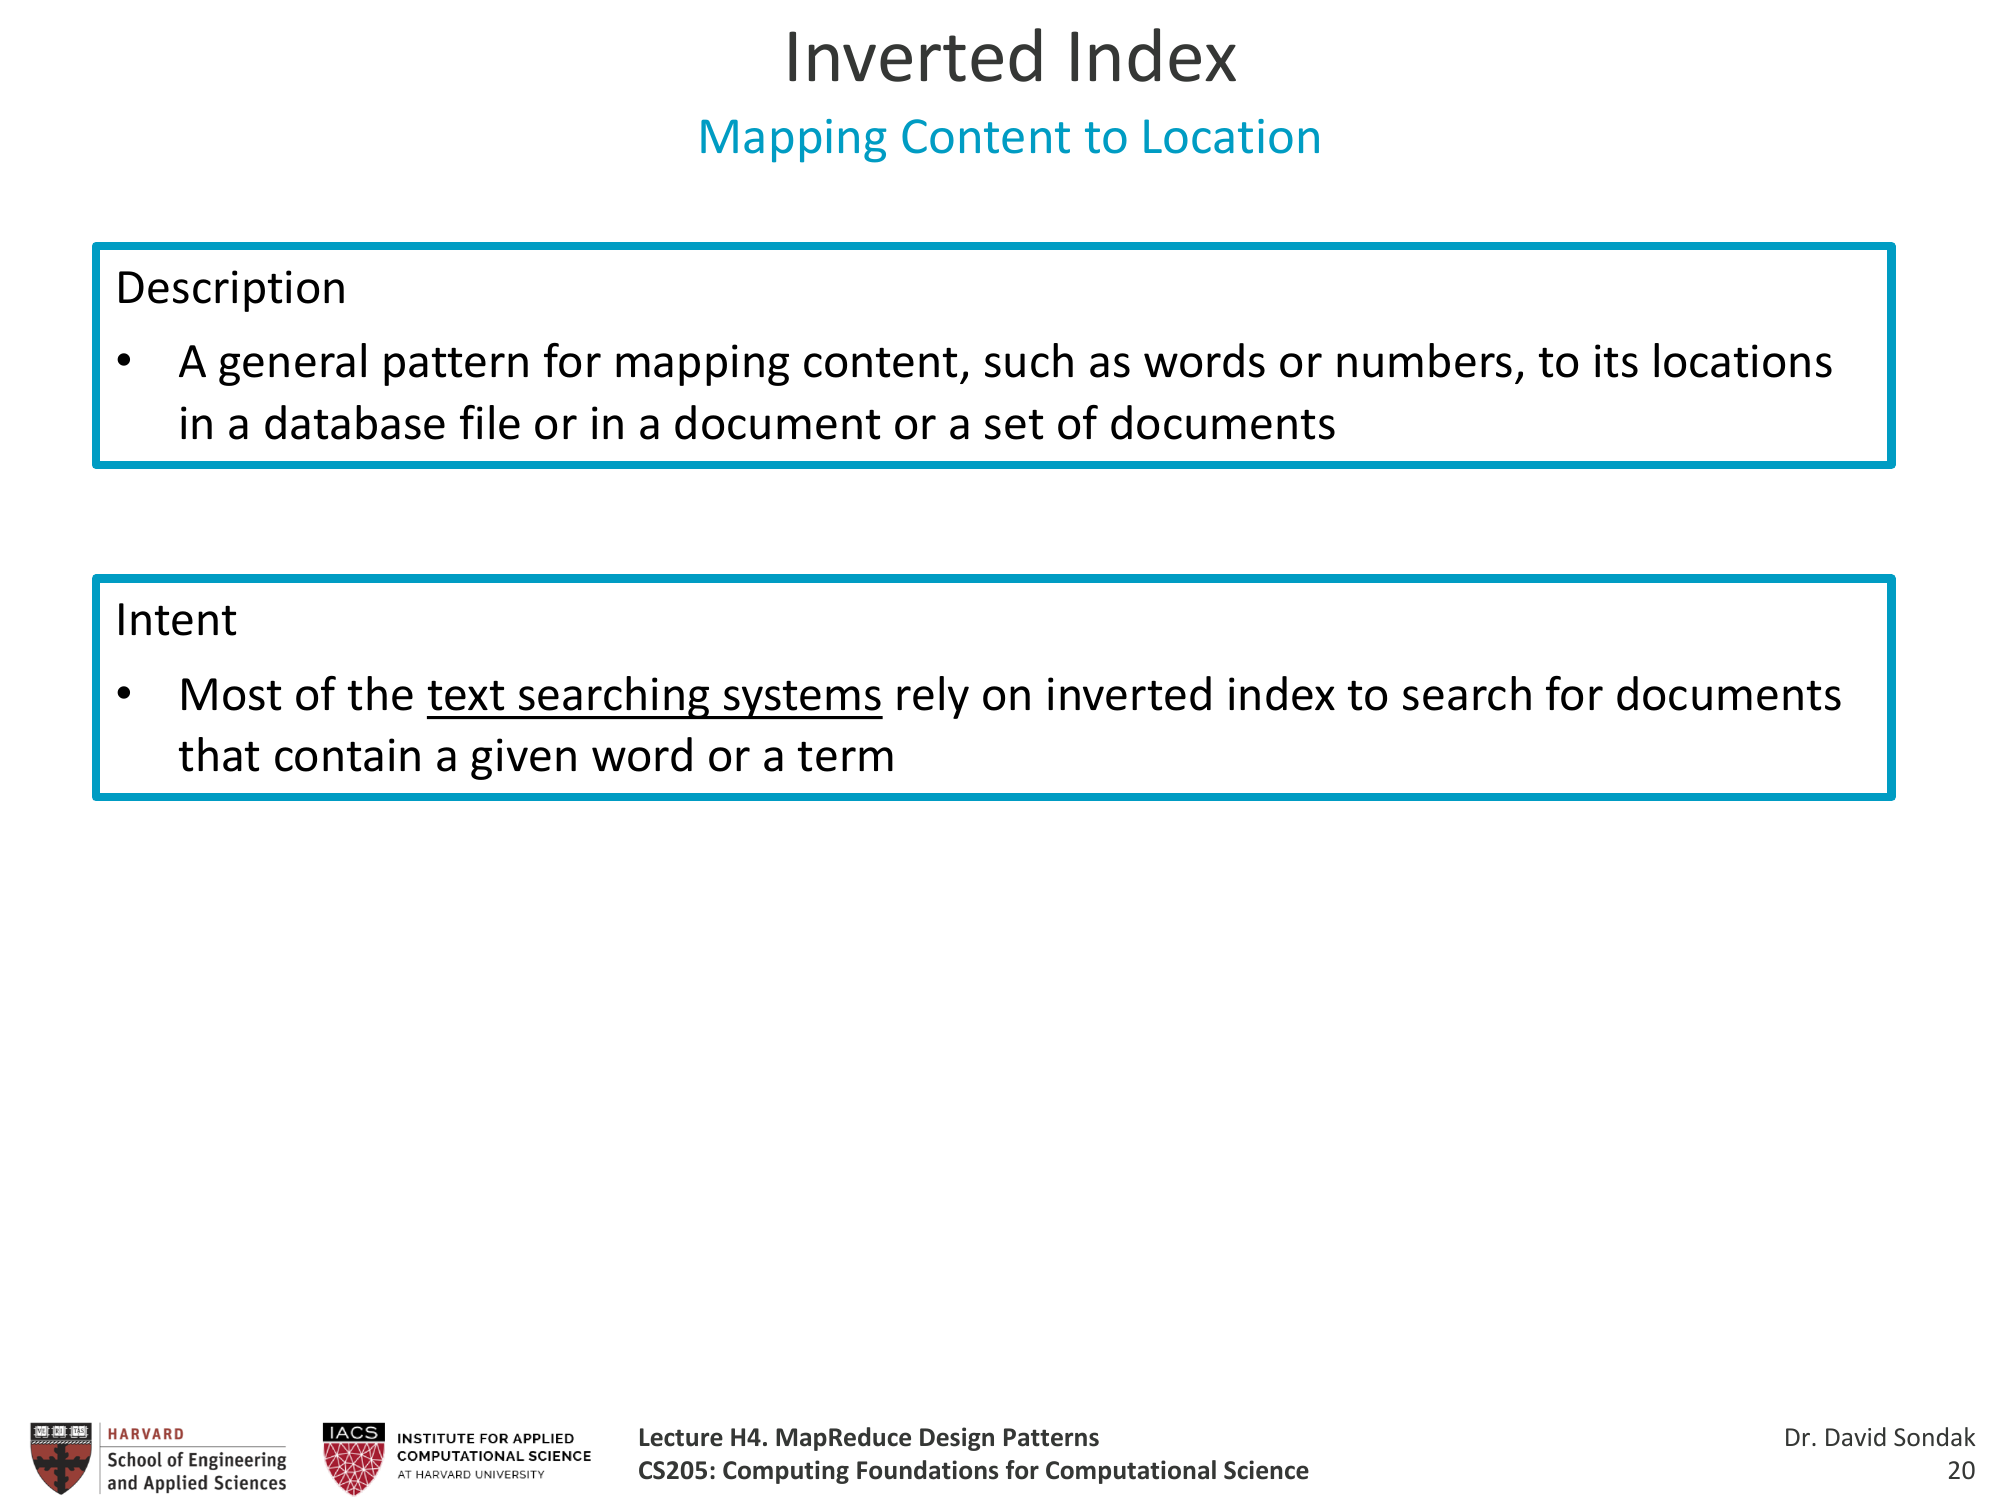 Inverted Index
Mapping Content to Location
Description
• A general pattern for mapping content, such as words or numbers, to its locations
in a database file or in a document or a set of documents
Intent
• Most of the text searching systems rely on inverted index to search for documents
that contain a given word or a term
HARVARD
School of Engineering
and Applied Sciences
IACS
INSTITUTE FOR APPLIED
COMPUTATIONAL SCIENCE
AT HARVARD UNIVERSITY
Lecture H4. MapReduce Design Patterns
CS205: Computing Foundations for Computational Science
Dr. David Sondak
20